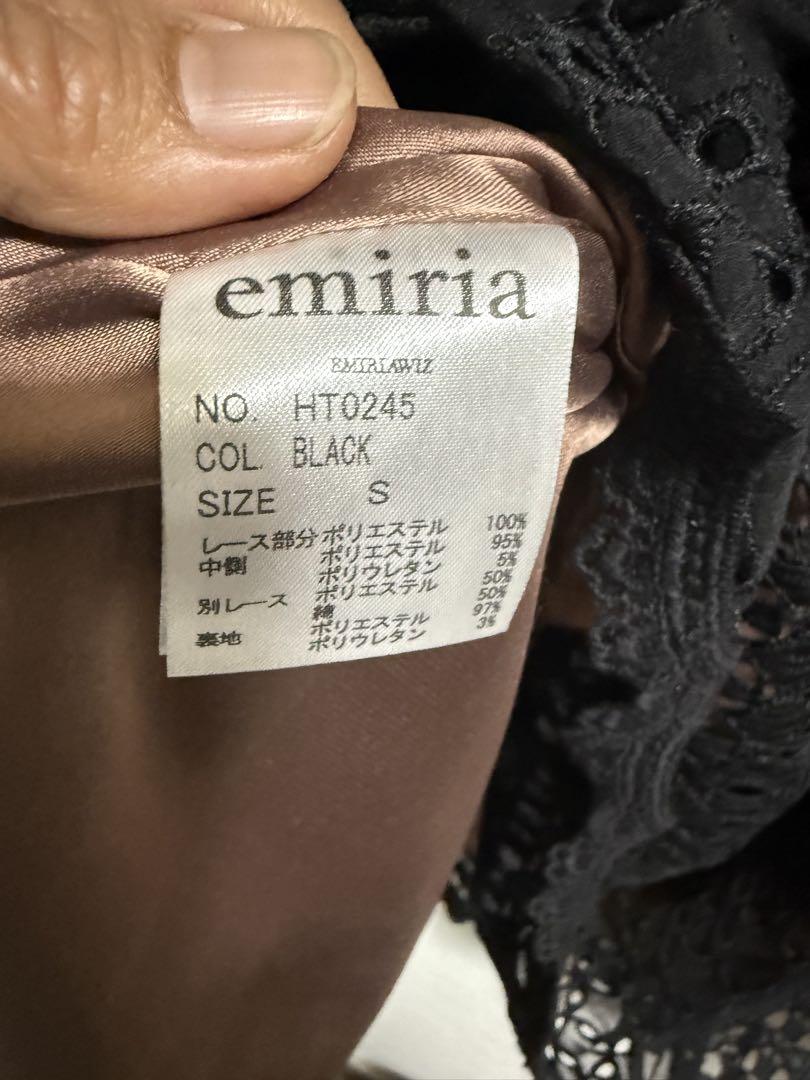 emiria
EMIRIAWIZ
NO. HT0245
COL. BLACK
SIZE S
レース部分 ポリエステル 100%
中側 ポリエステル 95%
ポリウレタン 5%
別レース ポリエステル 50%
綿 50%
裏地 ポリエステル 97%
ポリウレタン 3%